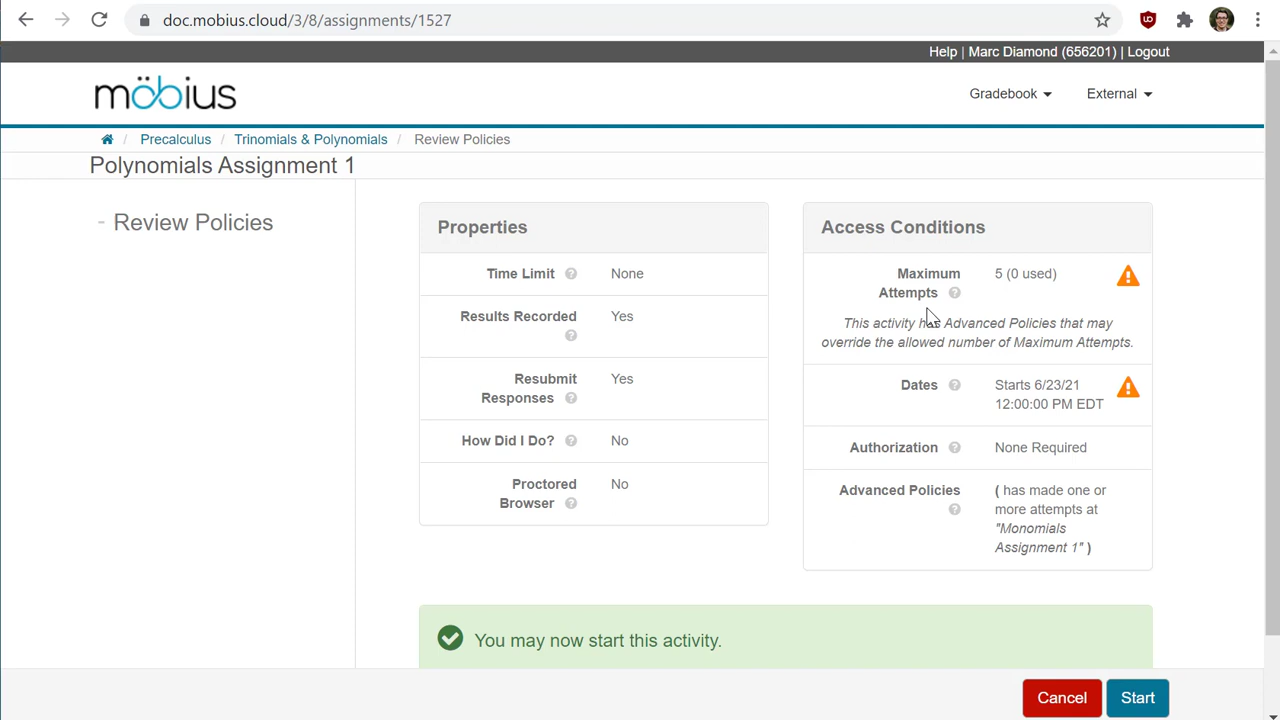 doc.mobius.cloud/3/8/assignments/1527
Help | Marc Diamond (656201) | Logout
möbius
Gradebook
External
/ Precalculus / Trinomials & Polynomials / Review Policies
Polynomials Assignment 1
- Review Policies
Properties
Time Limit ? None
Results Recorded ? Yes
Resubmit Responses ? Yes
How Did I Do? ? No
Proctored Browser ? No
Access Conditions
Maximum Attempts ? 5 (0 used)
This activity has Advanced Policies that may
override the allowed number of Maximum Attempts.
Dates ? Starts 6/23/21
12:00:00 PM EDT
Authorization ? None Required
Advanced Policies ? ( has made one or
more attempts at
"Monomials
Assignment 1" )
You may now start this activity.
Cancel
Start